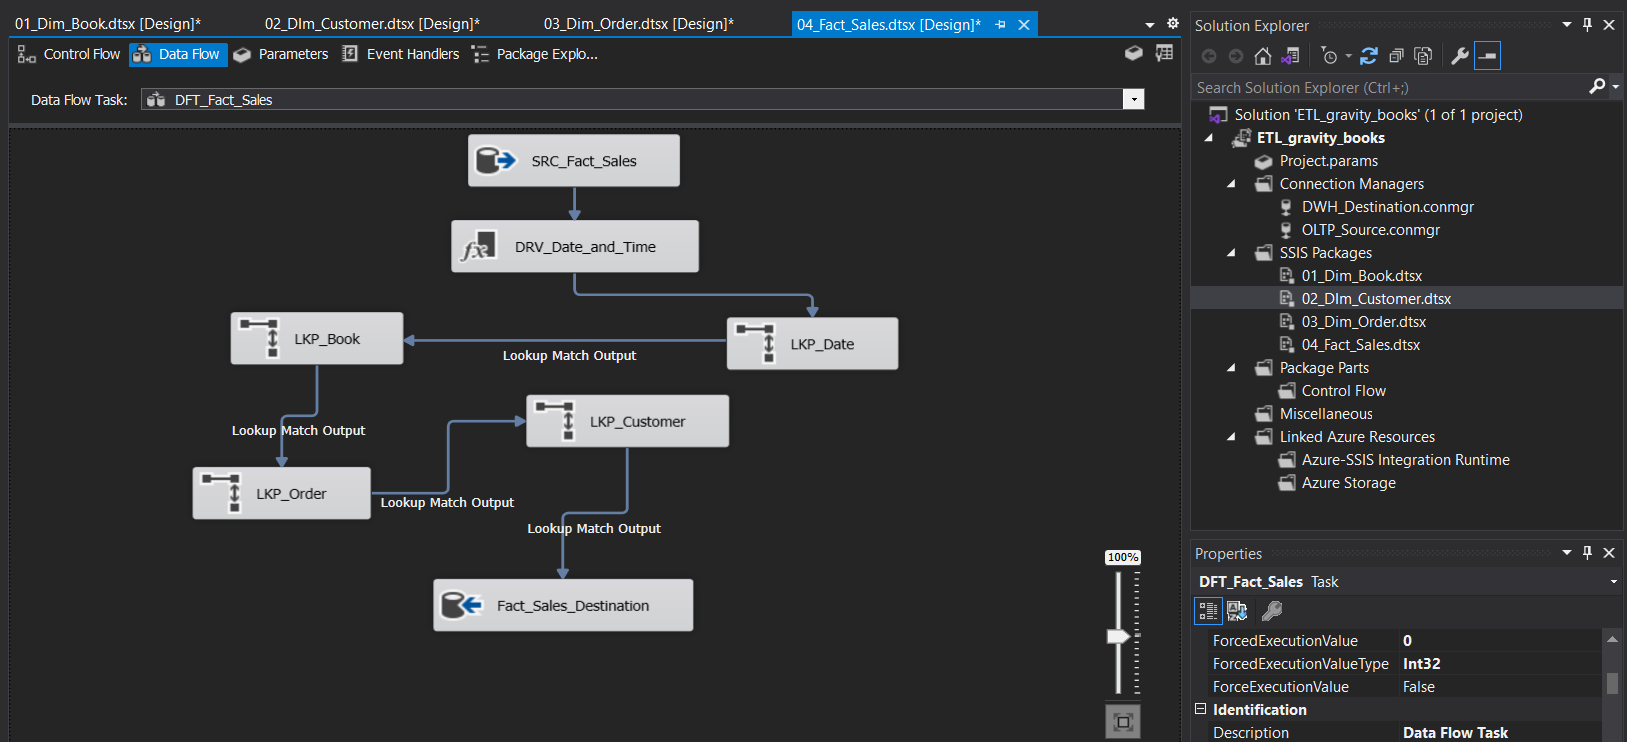 01_Dim_Book.dtsx [Design]*
02_DIm_Customer.dtsx [Design]*
03_Dim_Order.dtsx [Design]*
04_Fact_Sales.dtsx [Design]*
Control Flow
Data Flow
Parameters
Event Handlers
Package Explo...
Data Flow Task:
DFT_Fact_Sales
SRC_Fact_Sales
DRV_Date_and_Time
LKP_Book
Lookup Match Output
LKP_Date
Lookup Match Output
LKP_Customer
LKP_Order
Lookup Match Output
Lookup Match Output
Fact_Sales_Destination
100%
Solution Explorer
Search Solution Explorer (Ctrl+;)
Solution 'ETL_gravity_books' (1 of 1 project)
ETL_gravity_books
Project.params
Connection Managers
DWH_Destination.conmgr
OLTP_Source.conmgr
SSIS Packages
01_Dim_Book.dtsx
02_DIm_Customer.dtsx
03_Dim_Order.dtsx
04_Fact_Sales.dtsx
Package Parts
Control Flow
Miscellaneous
Linked Azure Resources
Azure-SSIS Integration Runtime
Azure Storage
Properties
DFT_Fact_Sales Task
ForcedExecutionValue 0
ForcedExecutionValueType Int32
ForceExecutionValue False
Identification
Description Data Flow Task